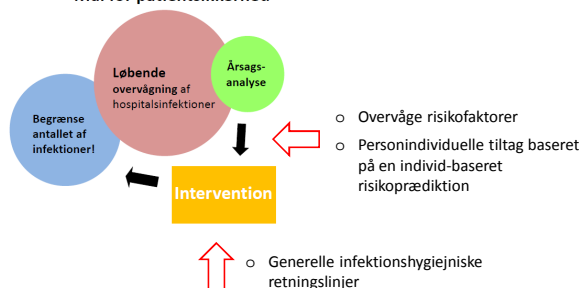 Løbende
overvågning af
hospitalsinfektioner
Årsags-
analyse
Begrænse
antallet af
infektioner!
Intervention
o Overvåge risikofaktorer
o Personindividuelle tiltag baseret
på en individ-baseret
risikoprædiktion
o Generelle infektionshygiejniske
retningslinjer